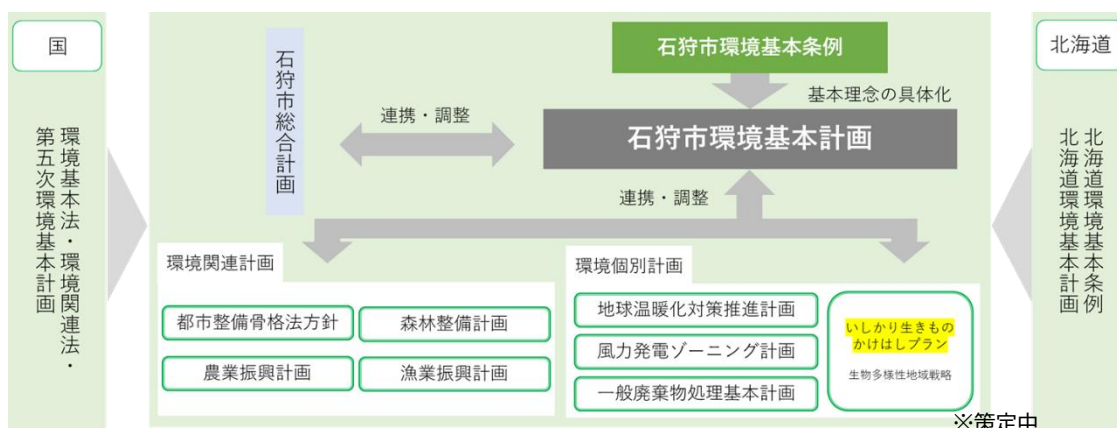 国
環境基本法・環境関連法・
第五次環境基本計画
石狩市総合計画
連携・調整
石狩市環境基本条例
基本理念の具体化
石狩市環境基本計画
連携・調整
環境関連計画
都市整備骨格法方針
森林整備計画
農業振興計画
漁業振興計画
環境個別計画
地球温暖化対策推進計画
風力発電ゾーニング計画
一般廃棄物処理基本計画
いしかり生きもの
かけはしプラン
生物多様性地域戦略
※策定中
北海道
北海道環境基本条例
北海道環境基本計画